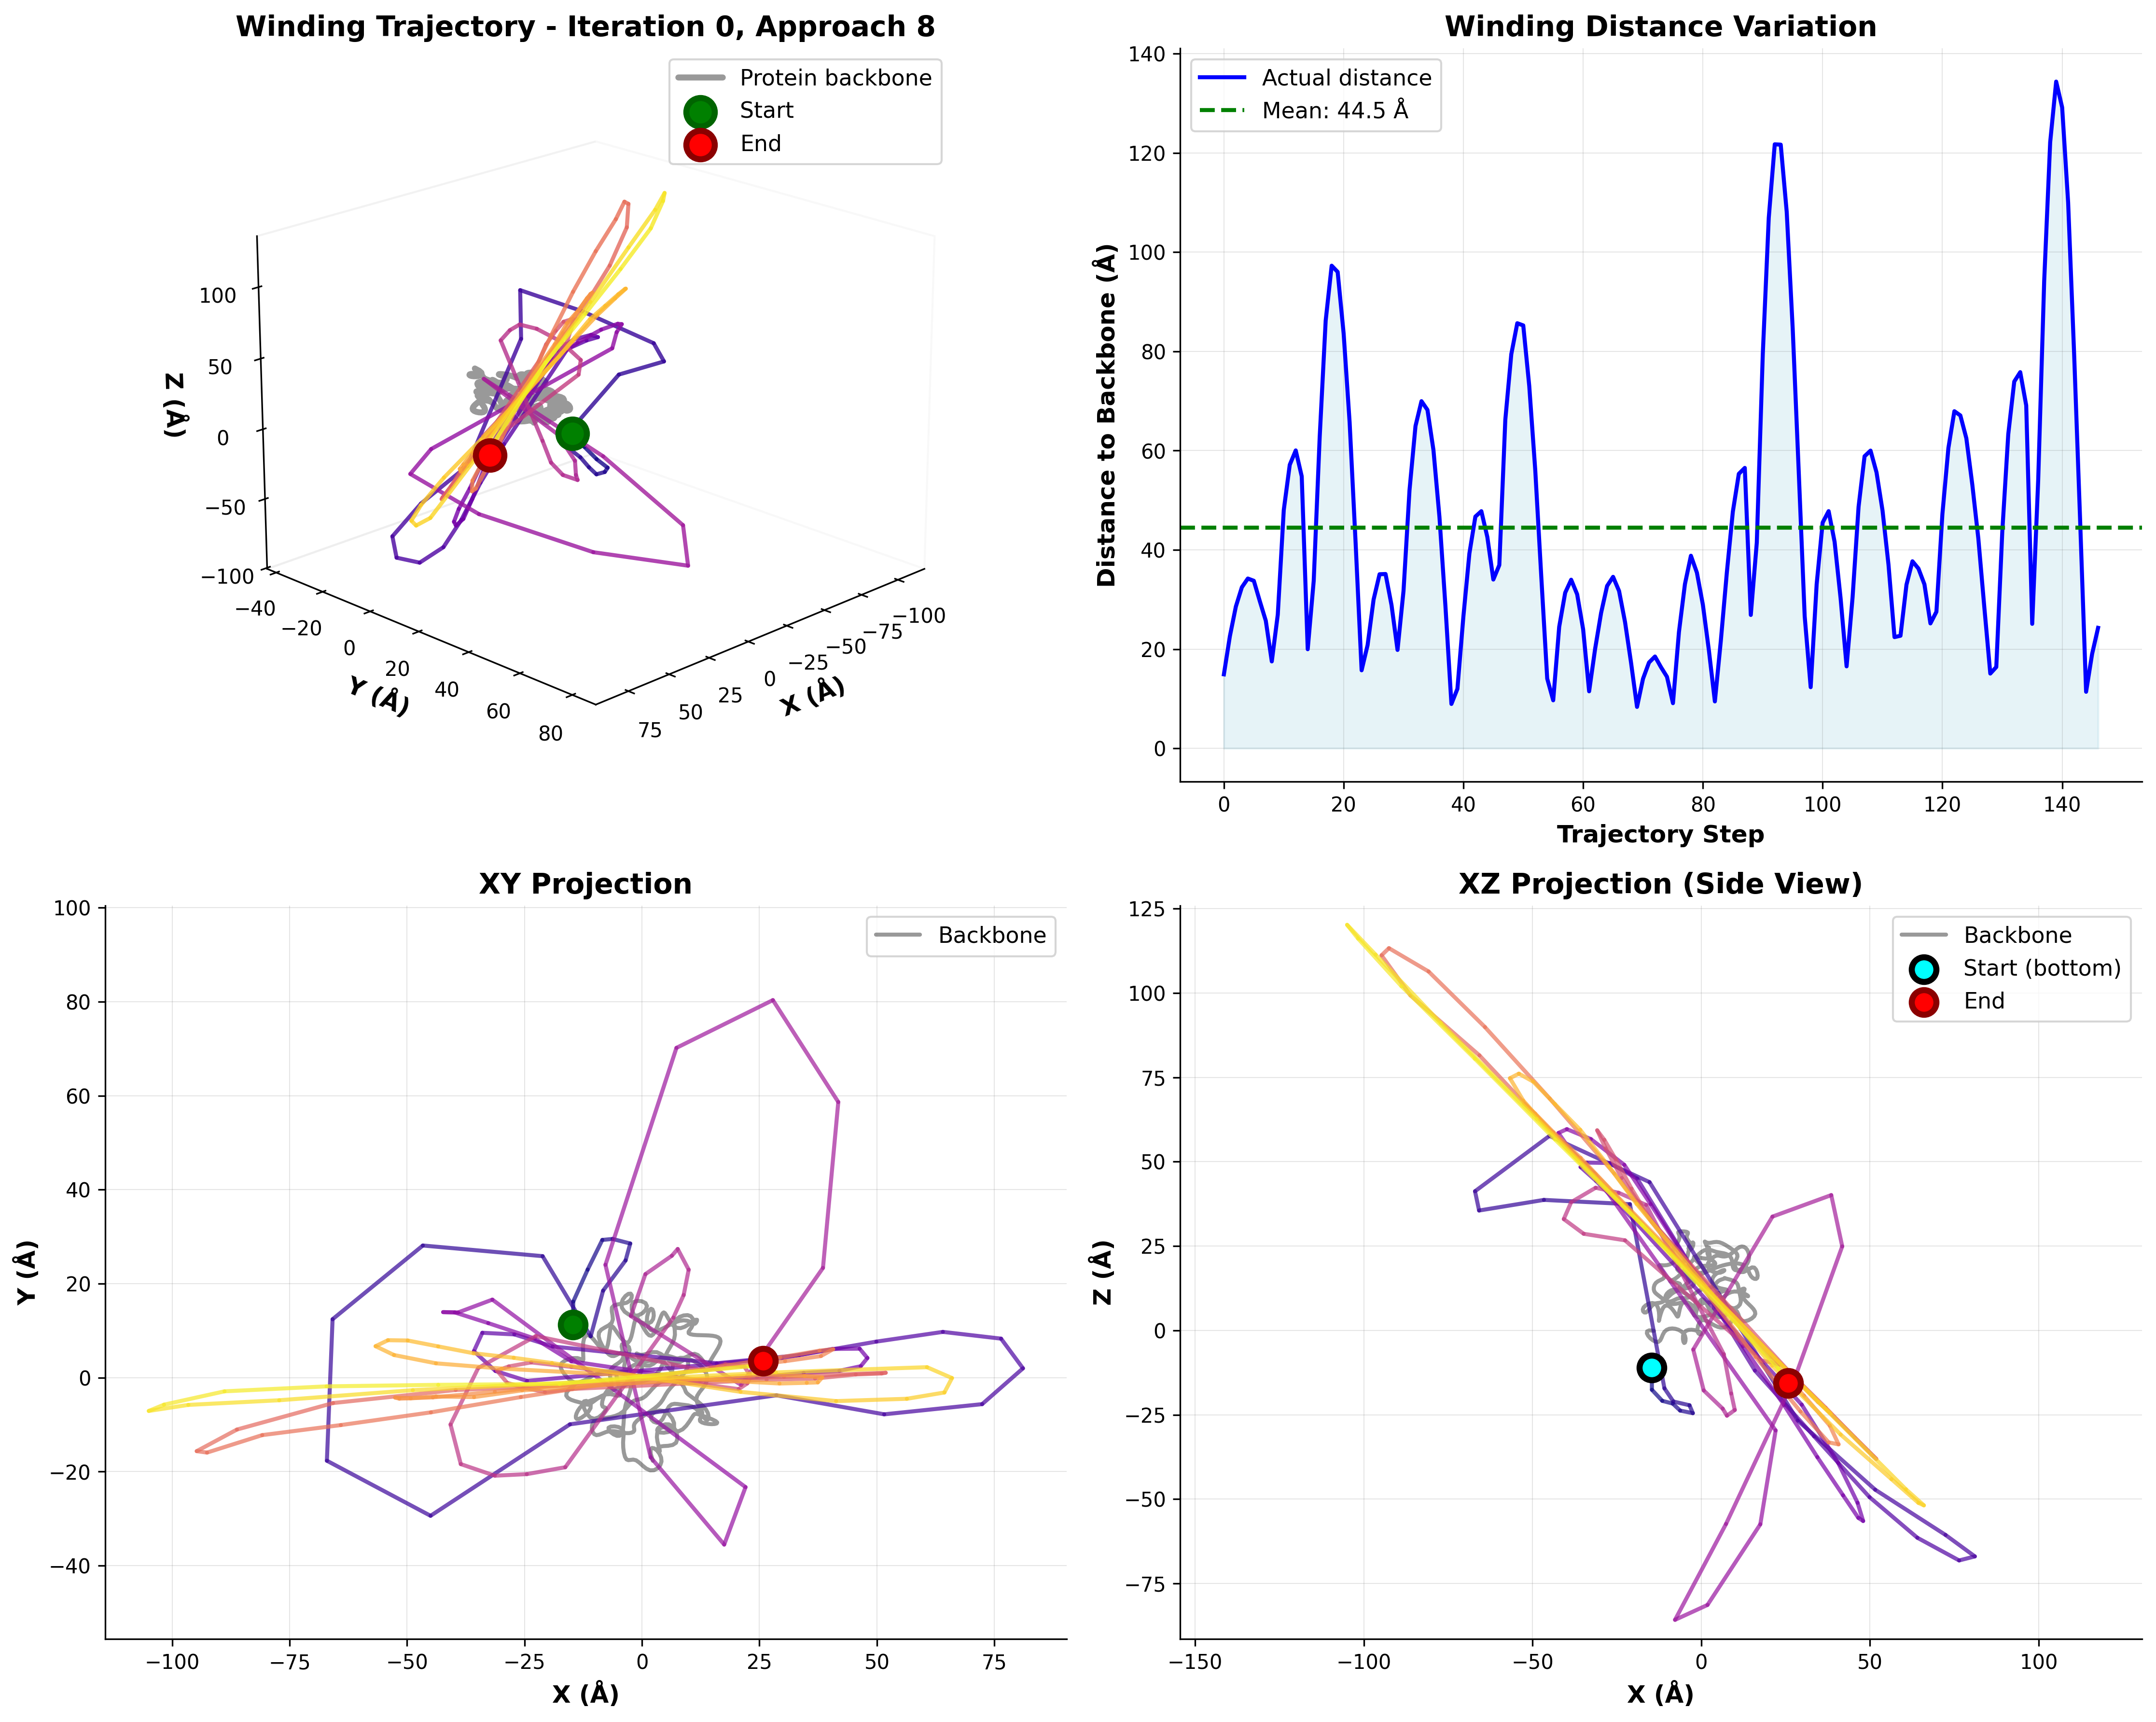 Winding Trajectory - Iteration 0, Approach 8
Protein backbone
Start
End
Z (Å)
100
50
0
−50
−100
−40
−20
0
20
40
60
80
Y (Å)
75
50
25
0
−25
−50
−75
−100
X (Å)
Winding Distance Variation
Actual distance
Mean: 44.5 Å
Distance to Backbone (Å)
140
120
100
80
60
40
20
0
0 20 40 60 80 100 120 140
Trajectory Step
XY Projection
Backbone
Y (Å)
100
80
60
40
20
0
−20
−40
−100 −75 −50 −25 0 25 50 75
X (Å)
XZ Projection (Side View)
Backbone
Start (bottom)
End
Z (Å)
125
100
75
50
25
0
−25
−50
−75
−150 −100 −50 0 50 100
X (Å)